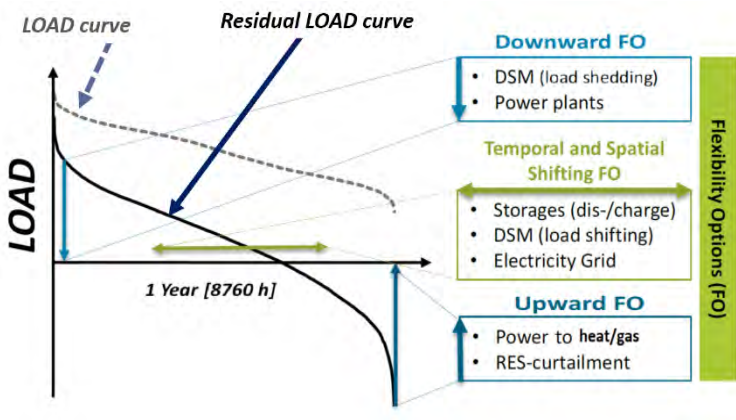 LOAD curve
Residual LOAD curve
LOAD
1 Year [8760 h]
Downward FO
• DSM (load shedding)
• Power plants
Temporal and Spatial
Shifting FO
• Storages (dis-/charge)
• DSM (load shifting)
• Electricity Grid
Upward FO
• Power to heat/gas
• RES-curtailment
Flexibility Options (FO)